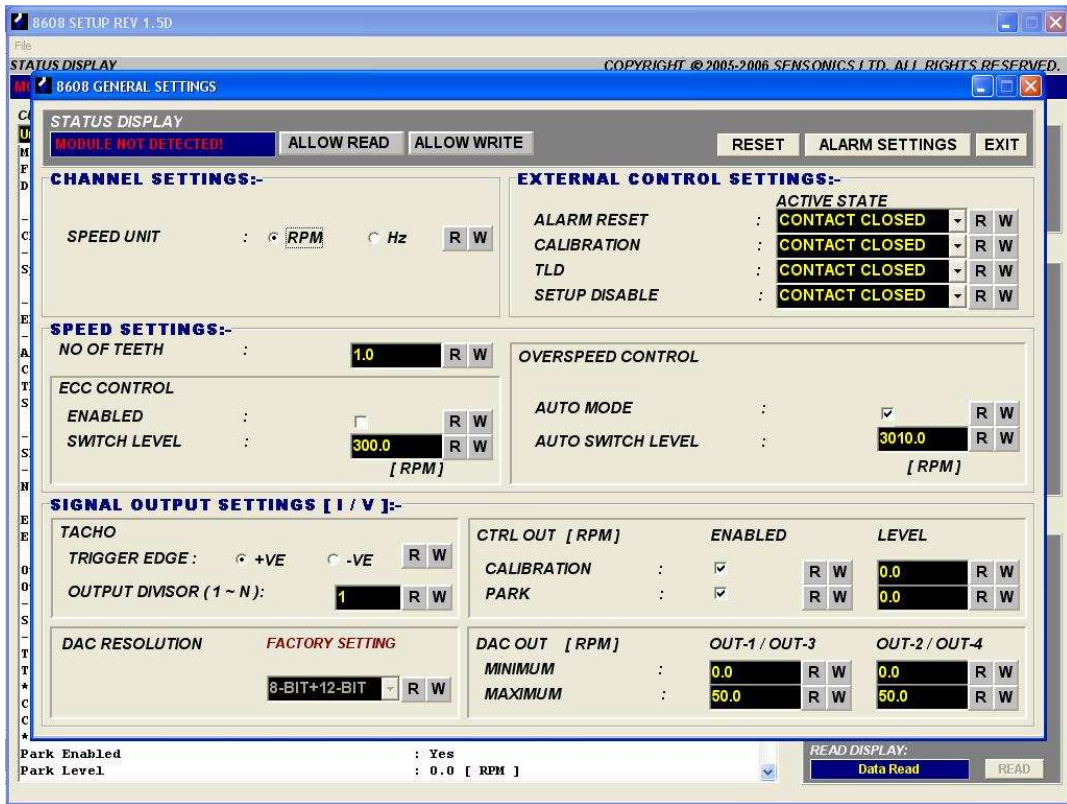 8608 SETUP REV 1.5D
File
STATUS DISPLAY COPYRIGHT © 2005-2006 SENSONICS LTD. ALL RIGHTS RESERVED.
8608 GENERAL SETTINGS
STATUS DISPLAY
MODULE NOT DETECTED! ALLOW READ ALLOW WRITE RESET ALARM SETTINGS EXIT
CHANNEL SETTINGS:-
SPEED UNIT : RPM Hz R W
EXTERNAL CONTROL SETTINGS:-
ACTIVE STATE
ALARM RESET : CONTACT CLOSED R W
CALIBRATION : CONTACT CLOSED R W
TLD : CONTACT CLOSED R W
SETUP DISABLE : CONTACT CLOSED R W
SPEED SETTINGS:-
NO OF TEETH : 1.0 R W
ECC CONTROL
ENABLED : R W
SWITCH LEVEL : 300.0 R W
[ RPM ]
OVERSPEED CONTROL
AUTO MODE : R W
AUTO SWITCH LEVEL : 3010.0 R W
[ RPM ]
SIGNAL OUTPUT SETTINGS [ I / V ]:-
TACHO
TRIGGER EDGE : +VE -VE R W
OUTPUT DIVISOR ( 1 ~ N ): 1 R W
CTRL OUT [ RPM ] ENABLED LEVEL
CALIBRATION : R W 0.0 R W
PARK : R W 0.0 R W
DAC RESOLUTION FACTORY SETTING
8-BIT+12-BIT R W
DAC OUT [ RPM ] OUT-1 / OUT-3 OUT-2 / OUT-4
MINIMUM : 0.0 R W 0.0 R W
MAXIMUM : 50.0 R W 50.0 R W
Park Enabled : Yes
Park Level : 0.0 [ RPM ]
READ DISPLAY:
Data Read READ